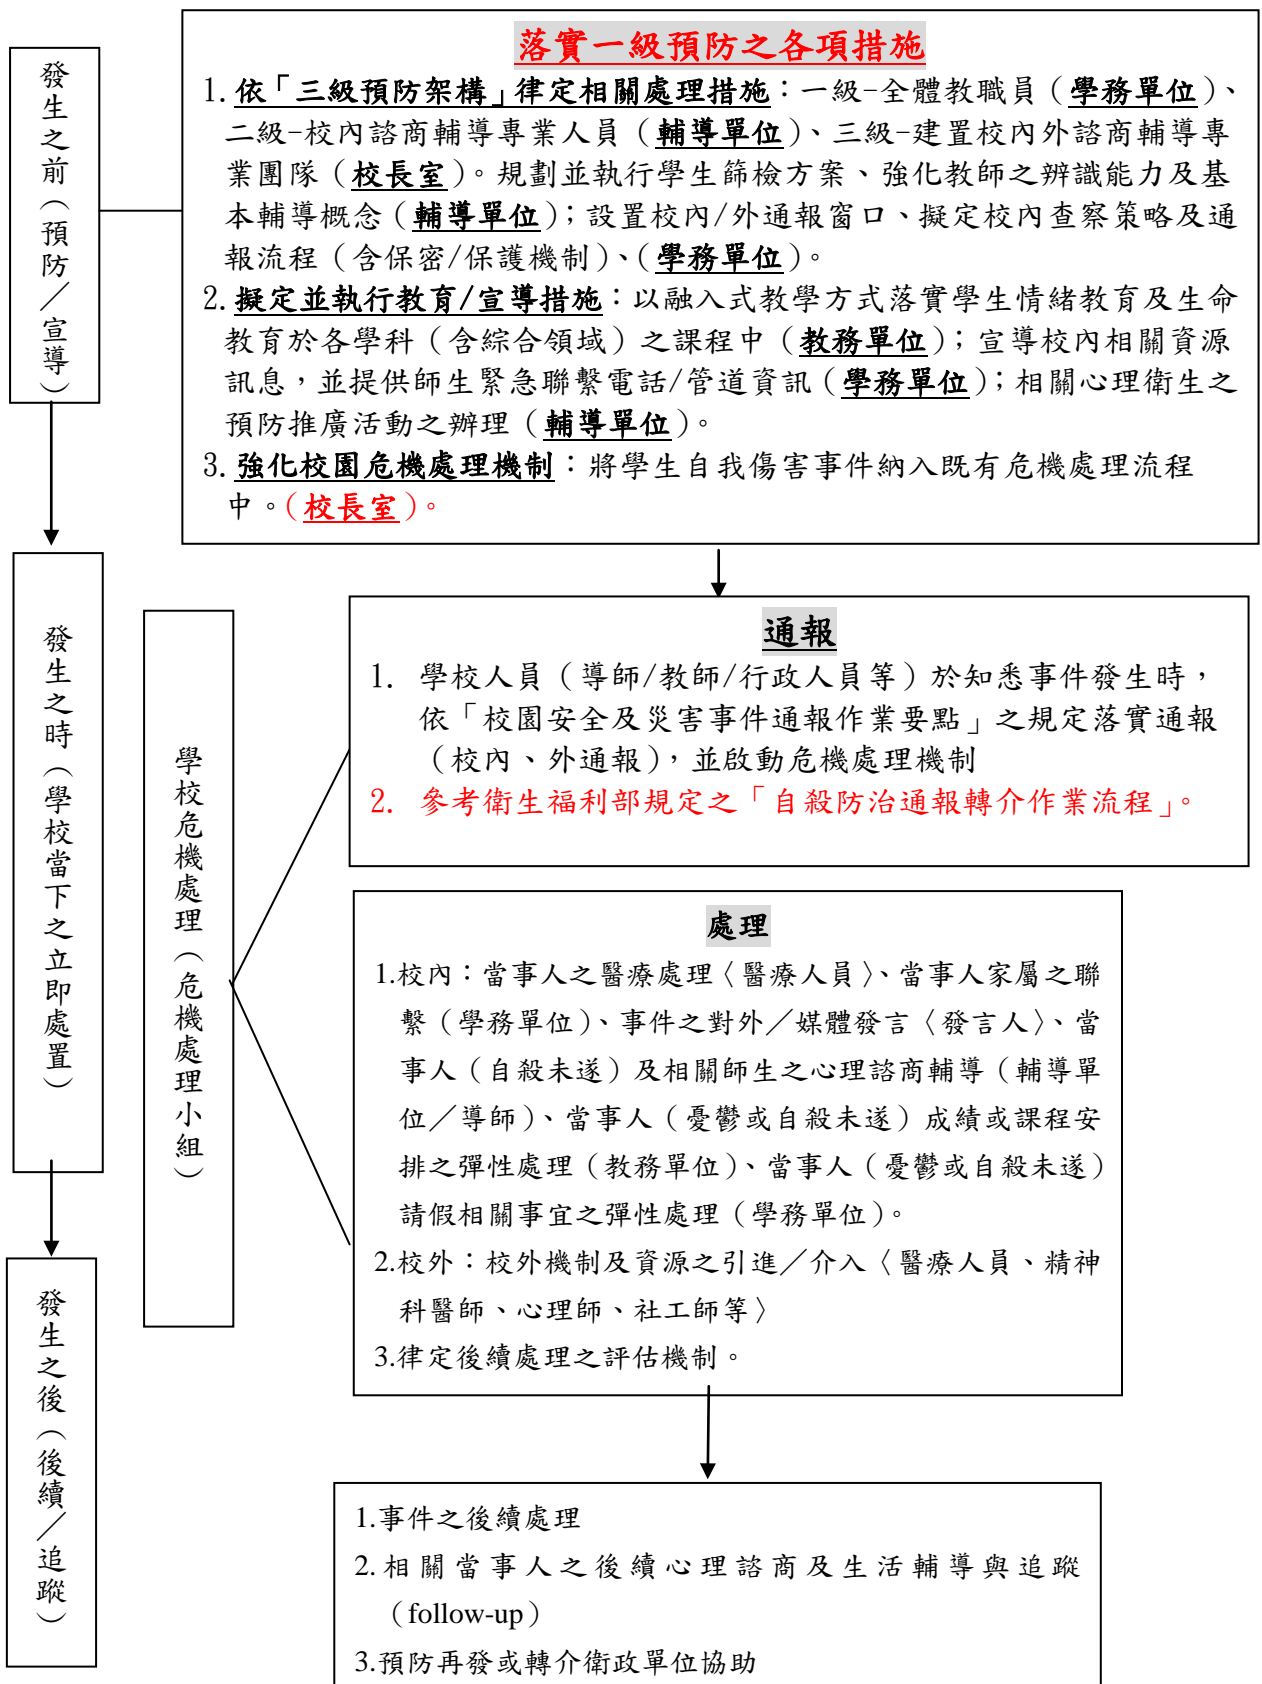 發生之前（預防／宣導）
落實一級預防之各項措施
1.依「三級預防架構」律定相關處理措施：一級-全體教職員（學務單位）、
二級-校內諮商輔導專業人員（輔導單位）、三級-建置校內外諮商輔導專
業團隊（校長室）。規劃並執行學生篩檢方案、強化教師之辨識能力及基
本輔導概念（輔導單位）；設置校內/外通報窗口、擬定校內查察策略及通
報流程（含保密/保護機制）、（學務單位）。
2.擬定並執行教育/宣導措施：以融入式教學方式落實學生情緒教育及生命
教育於各學科（含綜合領域）之課程中（教務單位）；宣導校內相關資源
訊息，並提供師生緊急聯繫電話/管道資訊（學務單位）；相關心理衛生之
預防推廣活動之辦理（輔導單位）。
3.強化校園危機處理機制：將學生自我傷害事件納入既有危機處理流程
中。（校長室）。
發生之時（學校當下之立即處置）
學校危機處理（危機處理小組）
通報
1. 學校人員（導師/教師/行政人員等）於知悉事件發生時，
依「校園安全及災害事件通報作業要點」之規定落實通報
（校內、外通報），並啟動危機處理機制
2. 參考衛生福利部規定之「自殺防治通報轉介作業流程」。
處理
1.校內：當事人之醫療處理〈醫療人員〉、當事人家屬之聯
繫（學務單位）、事件之對外／媒體發言〈發言人〉、當
事人（自殺未遂）及相關師生之心理諮商輔導（輔導單
位／導師）、當事人（憂鬱或自殺未遂）成績或課程安
排之彈性處理（教務單位）、當事人（憂鬱或自殺未遂）
請假相關事宜之彈性處理（學務單位）。
2.校外：校外機制及資源之引進／介入〈醫療人員、精神
科醫師、心理師、社工師等〉
3.律定後續處理之評估機制。
發生之後（後續／追蹤）
1.事件之後續處理
2.相關當事人之後續心理諮商及生活輔導與追蹤
（follow-up）
3.預防再發或轉介衛政單位協助